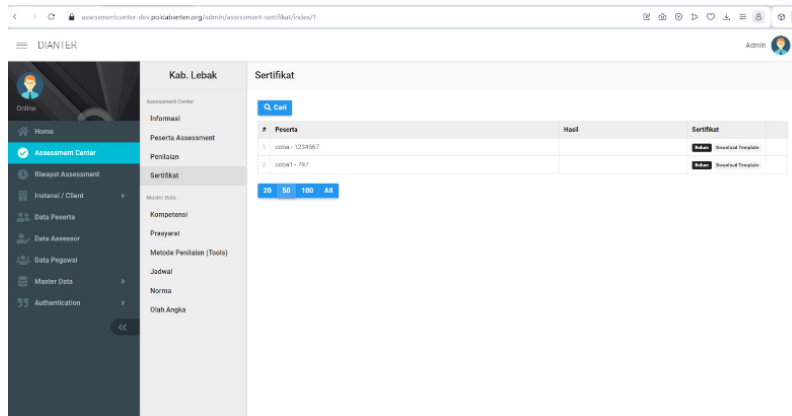 assessmentcenter-dev.poldabanten.org/admin/assessment-sertifikat/index/1
DIANTER
Admin
Online
Home
Assessment Center
Riwayat Assessment
Instansi / Client
Data Peserta
Data Assessor
Data Pegawai
Master Data
Authentication
Kab. Lebak
Assessment Center
Informasi
Peserta Assessment
Penilaian
Sertifikat
Master Data
Kompetensi
Prasyarat
Metode Penilaian (Tools)
Jadwal
Norma
Olah Angka
Sertifikat
Cari
# Peserta Hasil Sertifikat
1 coba - 1234567 Belum Download Template
2 coba1 - 797 Belum Download Template
20 50 100 All